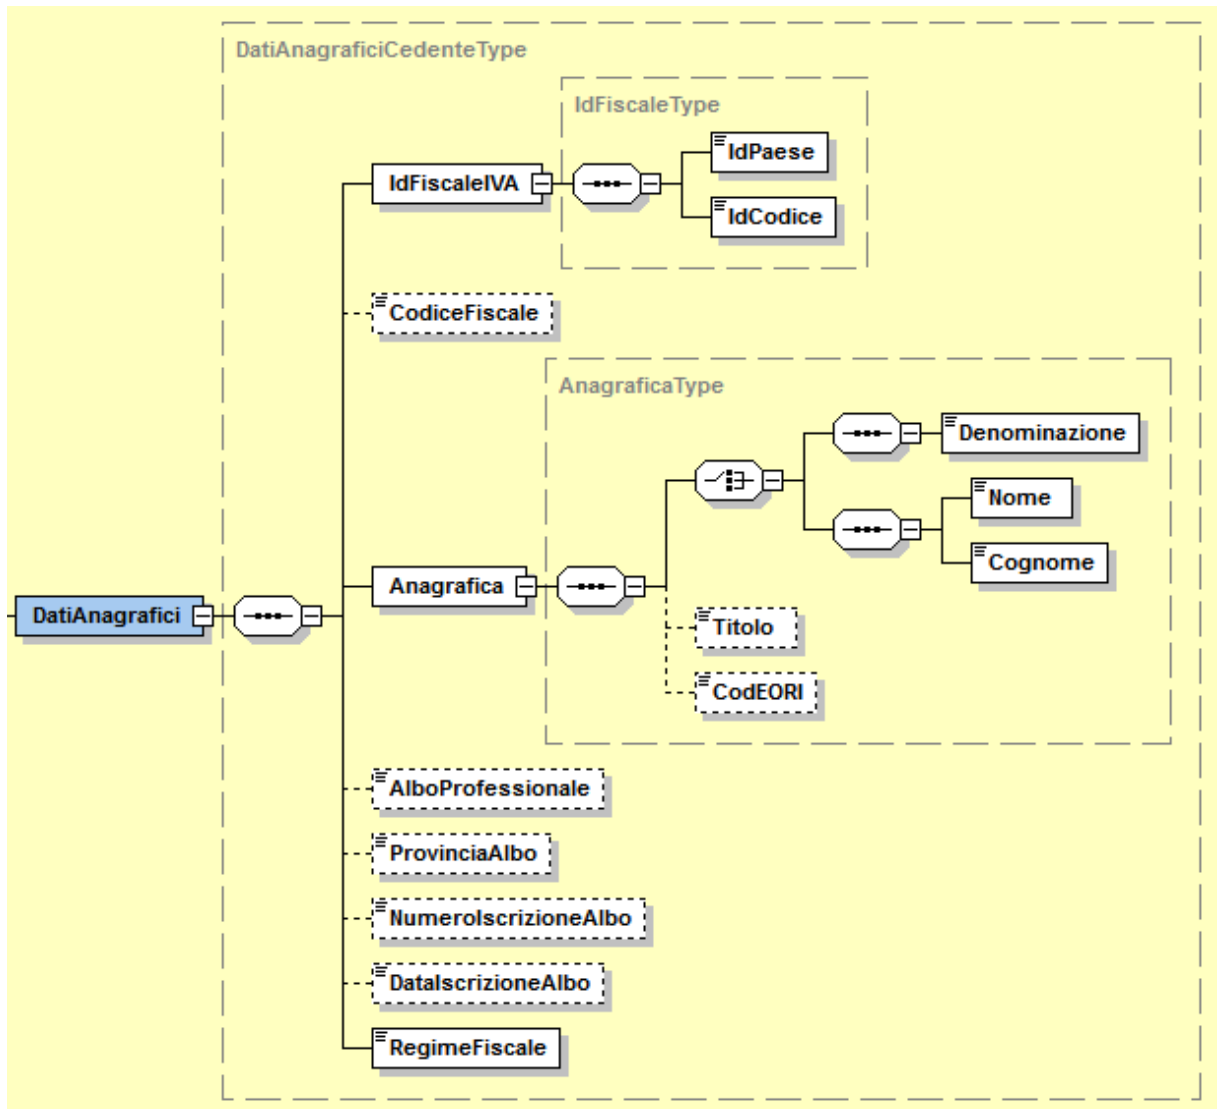 DatiAnagraficiCedenteType
IdFiscaleType
IdPaese
IdFiscaleIVA
IdCodice
CodiceFiscale
AnagraficaType
Denominazione
Nome
Cognome
Anagrafica
DatiAnagrafici
Titolo
CodEORI
AlboProfessionale
ProvinciaAlbo
NumeroIscrizioneAlbo
DataIscrizioneAlbo
RegimeFiscale